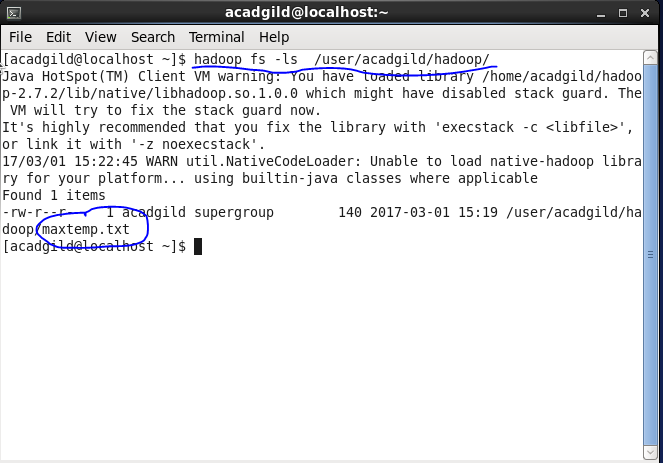 acadgild@localhost:~
File Edit View Search Terminal Help
[acadgild@localhost ~]$ hadoop fs -ls  /user/acadgild/hadoop/
Java HotSpot(TM) Client VM warning: You have loaded library /home/acadgild/hadoo
p-2.7.2/lib/native/libhadoop.so.1.0.0 which might have disabled stack guard. The
 VM will try to fix the stack guard now.
It's highly recommended that you fix the library with 'execstack -c <libfile>',
or link it with '-z noexecstack'.
17/03/01 15:22:45 WARN util.NativeCodeLoader: Unable to load native-hadoop libra
ry for your platform... using builtin-java classes where applicable
Found 1 items
-rw-r--r--   1 acadgild supergroup        140 2017-03-01 15:19 /user/acadgild/ha
doop/maxtemp.txt
[acadgild@localhost ~]$